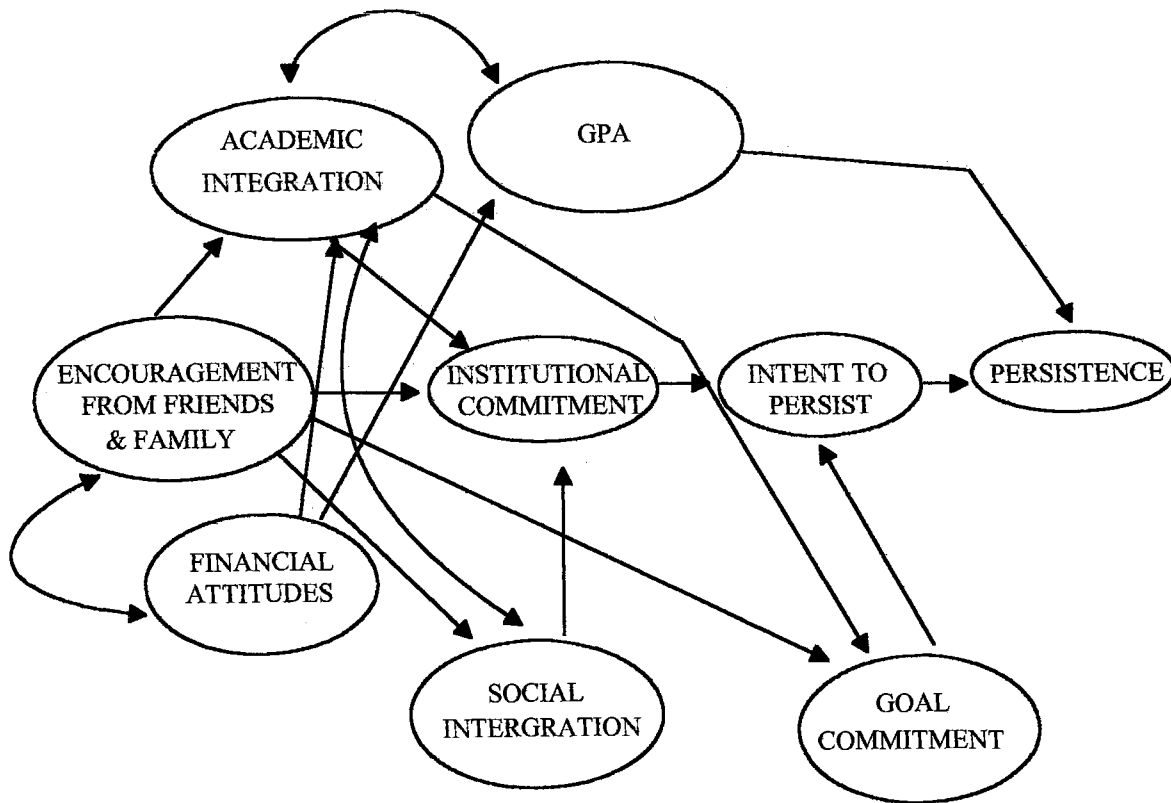 ACADEMIC
INTEGRATION
GPA
ENCOURAGEMENT
FROM FRIENDS
& FAMILY
INSTITUTIONAL
COMMITMENT
INTENT TO
PERSIST
PERSISTENCE
FINANCIAL
ATTITUDES
SOCIAL
INTERGRATION
GOAL
COMMITMENT